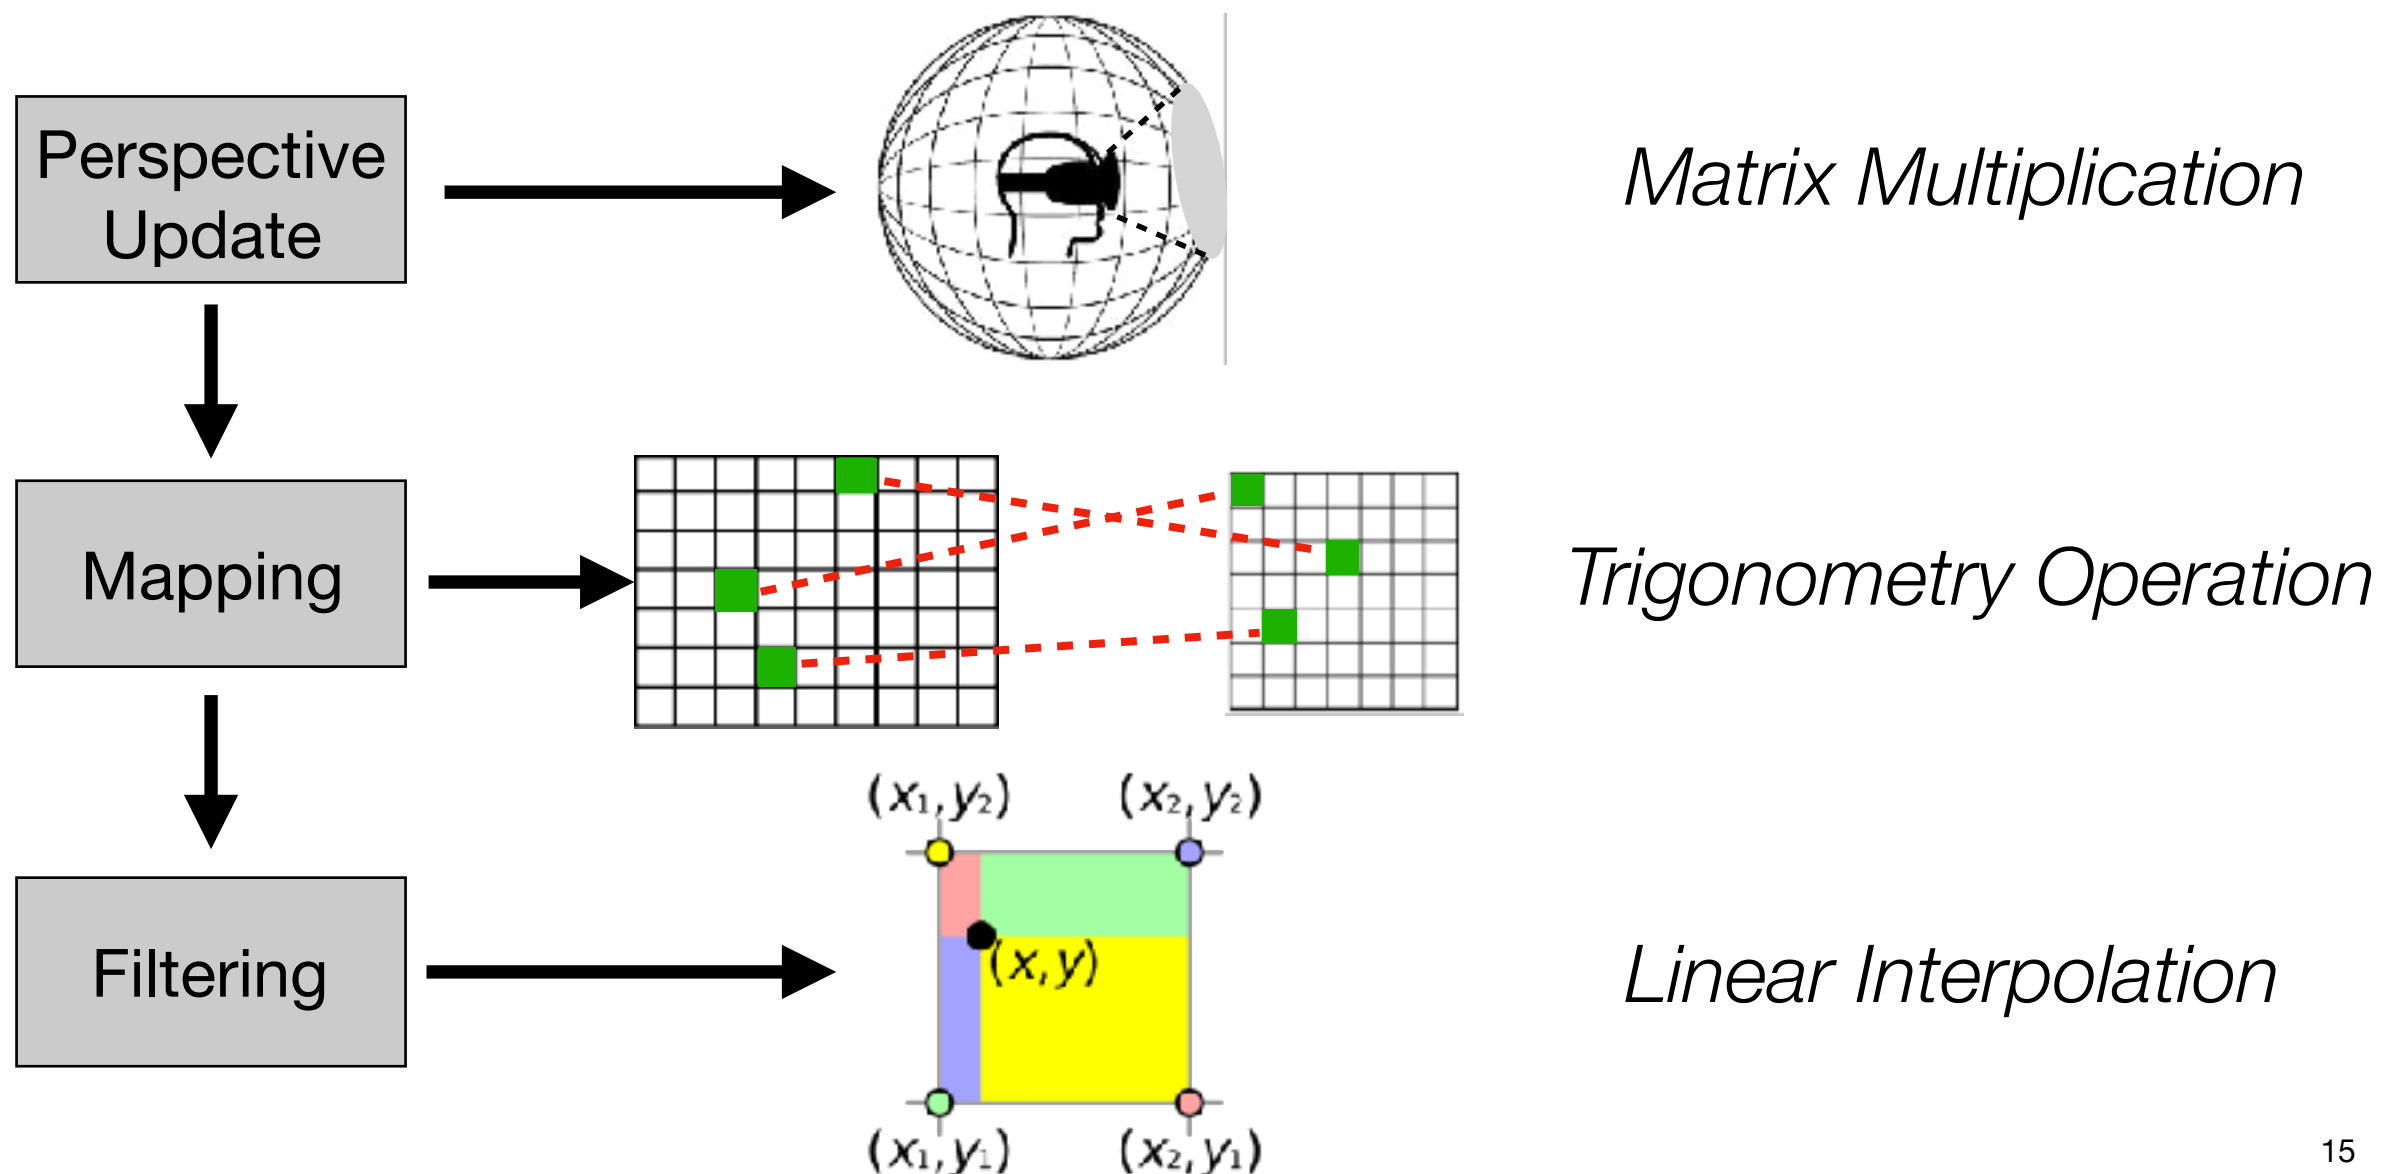 Perspective
Update
Matrix Multiplication
Mapping
Trigonometry Operation
(x₁, y₂)
(x₂, y₂)
Filtering
(x, y)
Linear Interpolation
(x₁, y₁)
(x₂, y₁)
15